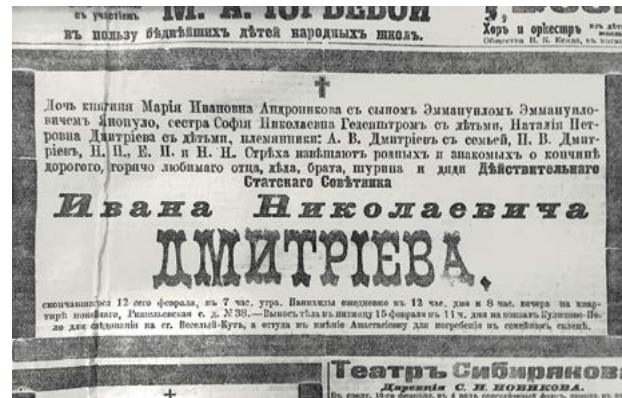 съ участіемъ
М. А. ЮРЬЕВОЙ
въ пользу бѣднѣйшихъ дѣтей народныхъ школъ.
Хоръ и оркестръ
Общества
Дочь княгиня Марія Ивановна Андроникова съ сыномъ Эммануиломъ Эммануило-
вичемъ Янопуло, сестра Софія Николаевна Геденштромъ съ дѣтьми, Наталія Пет-
ровна Дмитріева съ дѣтьми, племянники: А. В. Дмитріевъ съ семьей, П. В. Дмит-
ріевъ, Н. П., Е. П. и Н. Н. Стрѣха извѣщаютъ родныхъ и знакомыхъ о кончинѣ
дорогого, горячо любимаго отца, дѣда, брата, шурина и дяди Дѣйствительнаго
Статскаго Совѣтника
Ивана Николаевича
ДМИТРІЕВА,
скончавшагося 12 сего февраля, въ 7 час. утра. Панихиды ежедневно въ 12 час. дня и 8 час. вечера на квар-
тирѣ покойнаго, Ришельевская с. д. № 38.—Выносъ тѣла въ пятницу 15 февраля въ 11 ч. дня на вокзалъ Куликово-По-
ле для слѣдованія на ст. Веселый-Кутъ, а оттуда въ имѣніе Анастасіевку для погребенія въ семейномъ склепѣ.
Театръ Сибирякова
Дирекція С. И. НОВИКОВА.